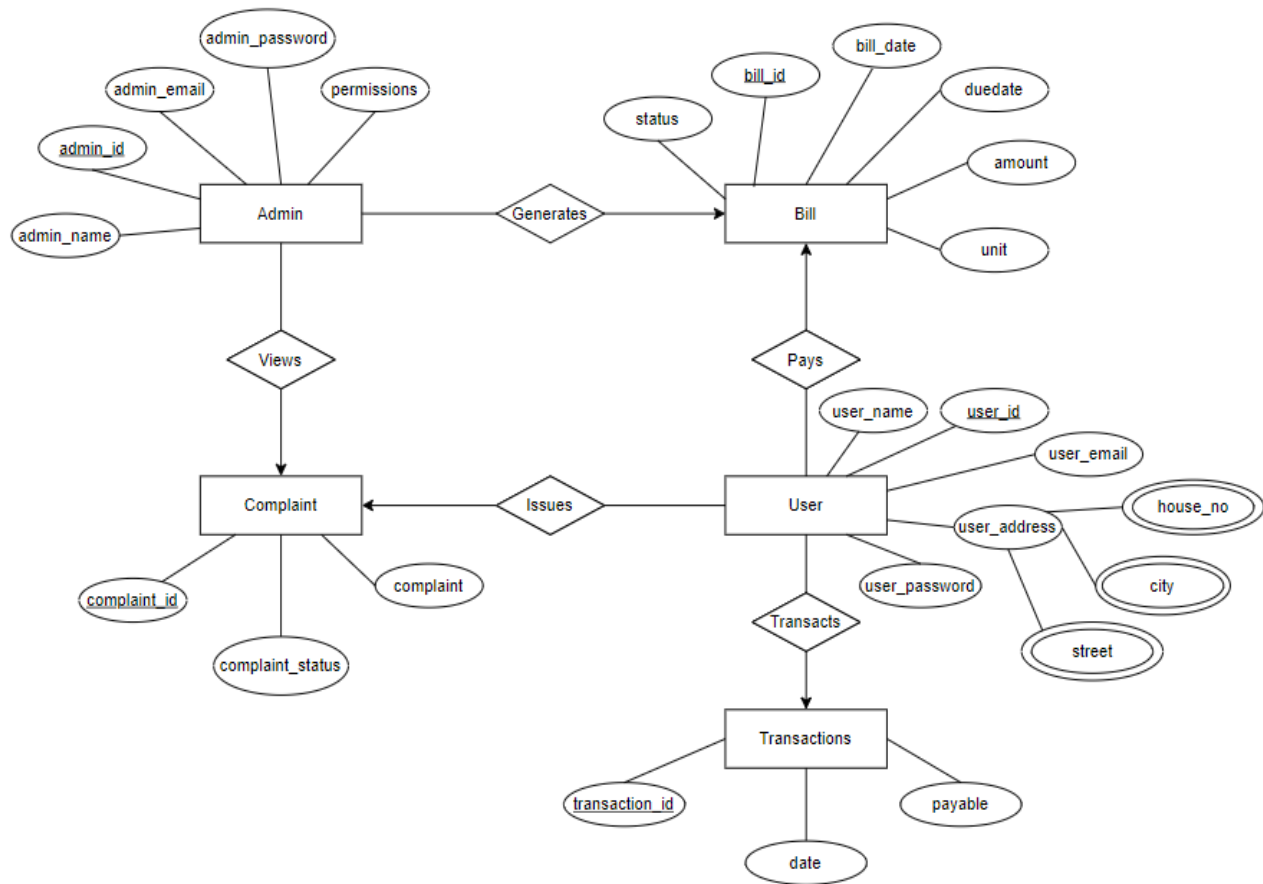 admin_password
bill_date
bill_id
admin_email
permissions
duedate
status
admin_id
amount
Admin
Generates
Bill
admin_name
unit
Views
Pays
user_name
user_id
user_email
Complaint
Issues
User
house_no
user_address
complaint
user_password
city
complaint_id
Transacts
street
complaint_status
Transactions
transaction_id
payable
date